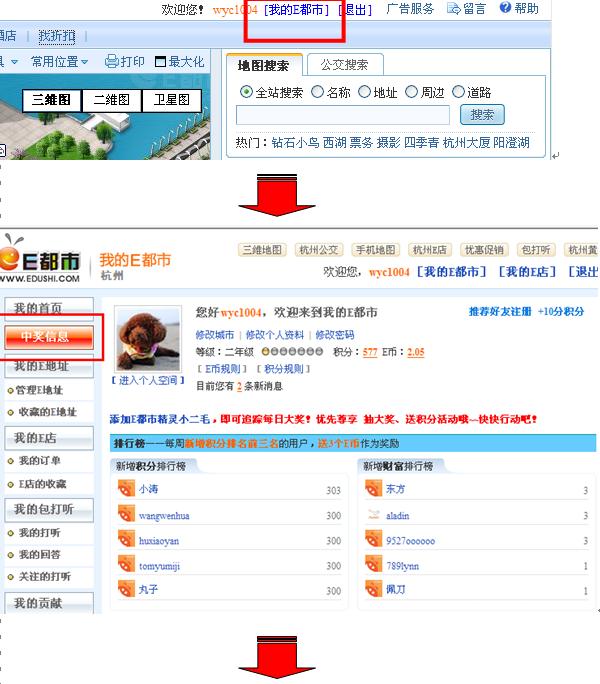 欢迎您! wyc1004 [我的E都市] [退出] 广告服务 留言 帮助
酒店 | 找折扣 |
具 常用位置 打印 最大化
三维图 二维图 卫星图
地图搜索 公交搜索
全站搜索 名称 地址 周边 道路
搜索
热门：钻石小鸟 西湖 票务 摄影 四季青 杭州大厦 阳澄湖
E都市
WWW.EDUSHI.COM
我的E都市
杭州
三维地图 杭州公交 手机地图 杭州E店 优惠促销 包打听 杭州黄
欢迎您，wyc1004 【我的E都市】 【我的E店】 【退出
我的首页
中奖信息
我的E地址
管理E地址
收藏的E地址
我的E店
我的订单
E店的收藏
我的包打听
我的打听
我的回答
关注的打听
我的贡献
[ 进入个人空间 ]
您好wyc1004，欢迎来到我的E都市
推荐好友注册 +10分积分
修改城市 | 修改个人资料 | 修改密码
等级：二年级 积分：577 E币：2.05
[ E币规则 ] [ 积分规则 ]
目前您有 2 条新消息
添加E都市精灵小二毛，即可追踪每日大奖！优先尊享 抽大奖、送积分活动哦~~快快行动吧！
排行榜——每周新增积分排名前三名的用户，送3个E币作为奖励
新增积分排行榜
小涛 303
wangwenhua 300
huxiaoyan 300
tomyumiji 300
丸子 300
新增财富排行榜
东方 3
aladin 3
9527oooooo 3
789lynn 1
佩刀 1